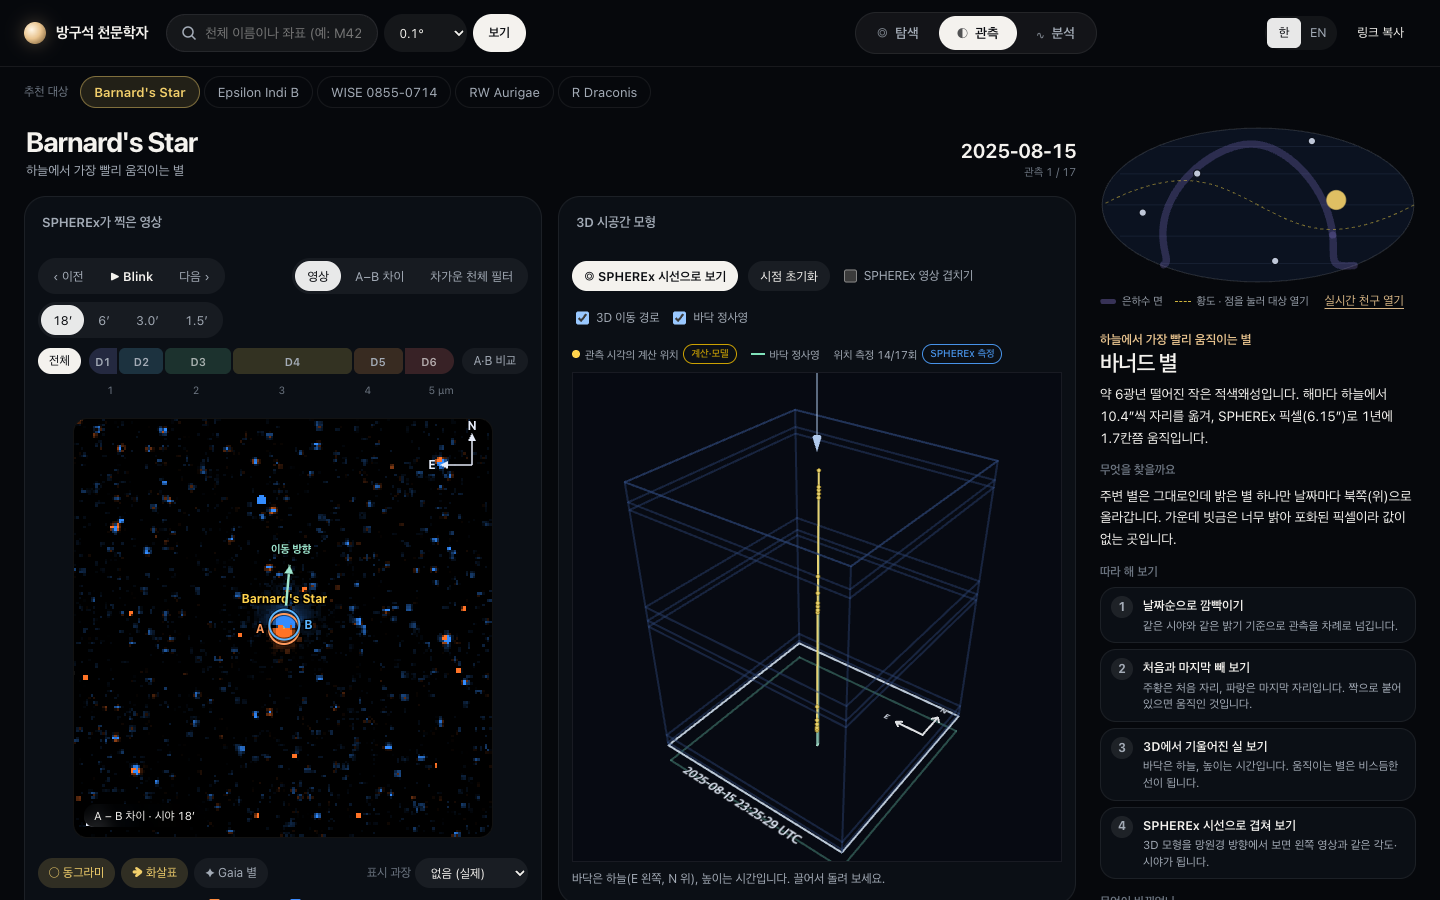 방구석 천문학자
천체 이름이나 좌표 (예: M42
0.1°
보기
탐색
관측
분석
한
EN
링크 복사
추천 대상
Barnard's Star
Epsilon Indi B
WISE 0855-0714
RW Aurigae
R Draconis
Barnard's Star
하늘에서 가장 빨리 움직이는 별
2025-08-15
관측 1 / 17
SPHEREx가 찍은 영상
‹ 이전
▶ Blink
다음 ›
영상
A−B 차이
차가운 천체 필터
18′
6′
3.0′
1.5′
전체
D1
D2
D3
D4
D5
D6
A·B 비교
1
2
3
4
5 μm
N
E
이동 방향
Barnard's Star
A
B
A − B 차이 · 시야 18′
동그라미
화살표
Gaia 별
표시 과장
없음 (실제)
3D 시공간 모형
SPHEREx 시선으로 보기
시점 초기화
SPHEREx 영상 겹치기
3D 이동 경로
바닥 정사영
관측 시각의 계산 위치
계산·모델
바닥 정사영
위치 측정 14/17회
SPHEREx 측정
E
N
2025-08-15 23:25:29 UTC
바닥은 하늘(E 왼쪽, N 위), 높이는 시간입니다. 끌어서 돌려 보세요.
은하수 면
---- 황도 · 점을 눌러 대상 열기
실시간 천구 열기
하늘에서 가장 빨리 움직이는 별
바너드 별
약 6광년 떨어진 작은 적색왜성입니다. 해마다 하늘에서
10.4″씩 자리를 옮겨, SPHEREx 픽셀(6.15″)로 1년에
1.7칸쯤 움직입니다.
무엇을 찾을까요
주변 별은 그대로인데 밝은 별 하나만 날짜마다 북쪽(위)으로
올라갑니다. 가운데 빗금은 너무 밝아 포화된 픽셀이라 값이
없는 곳입니다.
따라 해 보기
1
날짜순으로 깜빡이기
같은 시야와 같은 밝기 기준으로 관측을 차례로 넘깁니다.
2
처음과 마지막 빼 보기
주황은 처음 자리, 파랑은 마지막 자리입니다. 짝으로 붙어
있으면 움직인 것입니다.
3
3D에서 기울어진 실 보기
바닥은 하늘, 높이는 시간입니다. 움직이는 별은 비스듬한
선이 됩니다.
4
SPHEREx 시선으로 겹쳐 보기
3D 모형을 망원경 방향에서 보면 왼쪽 영상과 같은 각도·
시야가 됩니다.